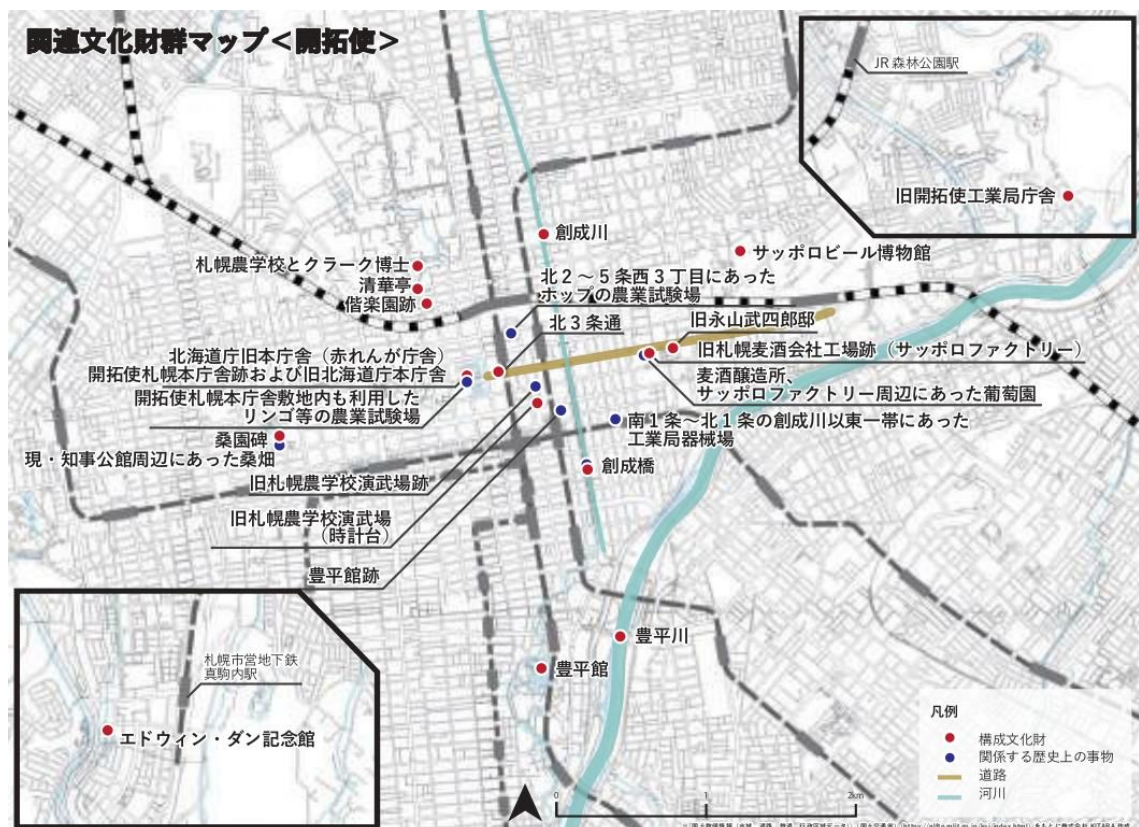 関連文化財群マップ＜開拓使＞
JR 森林公園駅
旧開拓使工業局庁舎
創成川
サッポロビール博物館
札幌農学校とクラーク博士
清華亭
偕楽園跡
北２～５条西３丁目にあった
ホップの農業試験場
北３条通
旧永山武四郎邸
旧札幌麦酒会社工場跡（サッポロファクトリー）
北海道庁旧本庁舎（赤れんが庁舎）
開拓使札幌本庁舎跡および旧北海道庁本庁舎
麦酒醸造所、
サッポロファクトリー周辺にあった葡萄園
開拓使札幌本庁舎敷地内も利用した
リンゴ等の農業試験場
南１条～北１条の創成川以東一帯にあった
工業局器械場
桑園碑
現・知事公館周辺にあった桑畑
創成橋
旧札幌農学校演武場跡
旧札幌農学校演武場
（時計台）
豊平館跡
豊平川
豊平館
札幌市営地下鉄
真駒内駅
エドウィン・ダン記念館
凡例
構成文化財
関係する歴史上の事物
道路
河川
0 1 2km